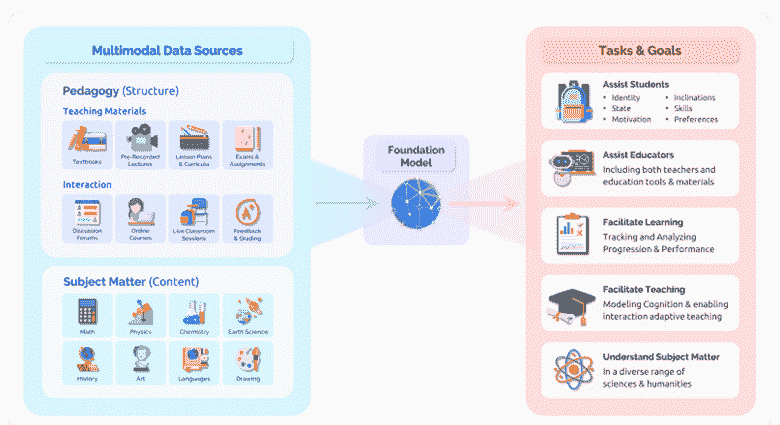 Multimodal Data Sources
Pedagogy (Structure)
Teaching Materials
Textbooks
Pre-Recorded
Lectures
Lesson Plans
& Curricula
Exams &
Assignments
Interaction
Discussion
Forums
Online
Courses
Live Classroom
Sessions
Feedback
& Grading
Subject Matter (Content)
Math
Physics
Chemistry
Earth Science
History
Art
Languages
Drawing
Foundation
Model
Tasks & Goals
Assist Students
• Identity
• State
• Motivation
• Inclinations
• Skills
• Preferences
Assist Educators
Including both teachers and
education tools & materials
Facilitate Learning
Tracking and Analyzing
Progression & Performance
Facilitate Teaching
Modeling Cognition & enabling
interaction adaptive teaching
Understand Subject Matter
In a diverse range of
sciences & humanities